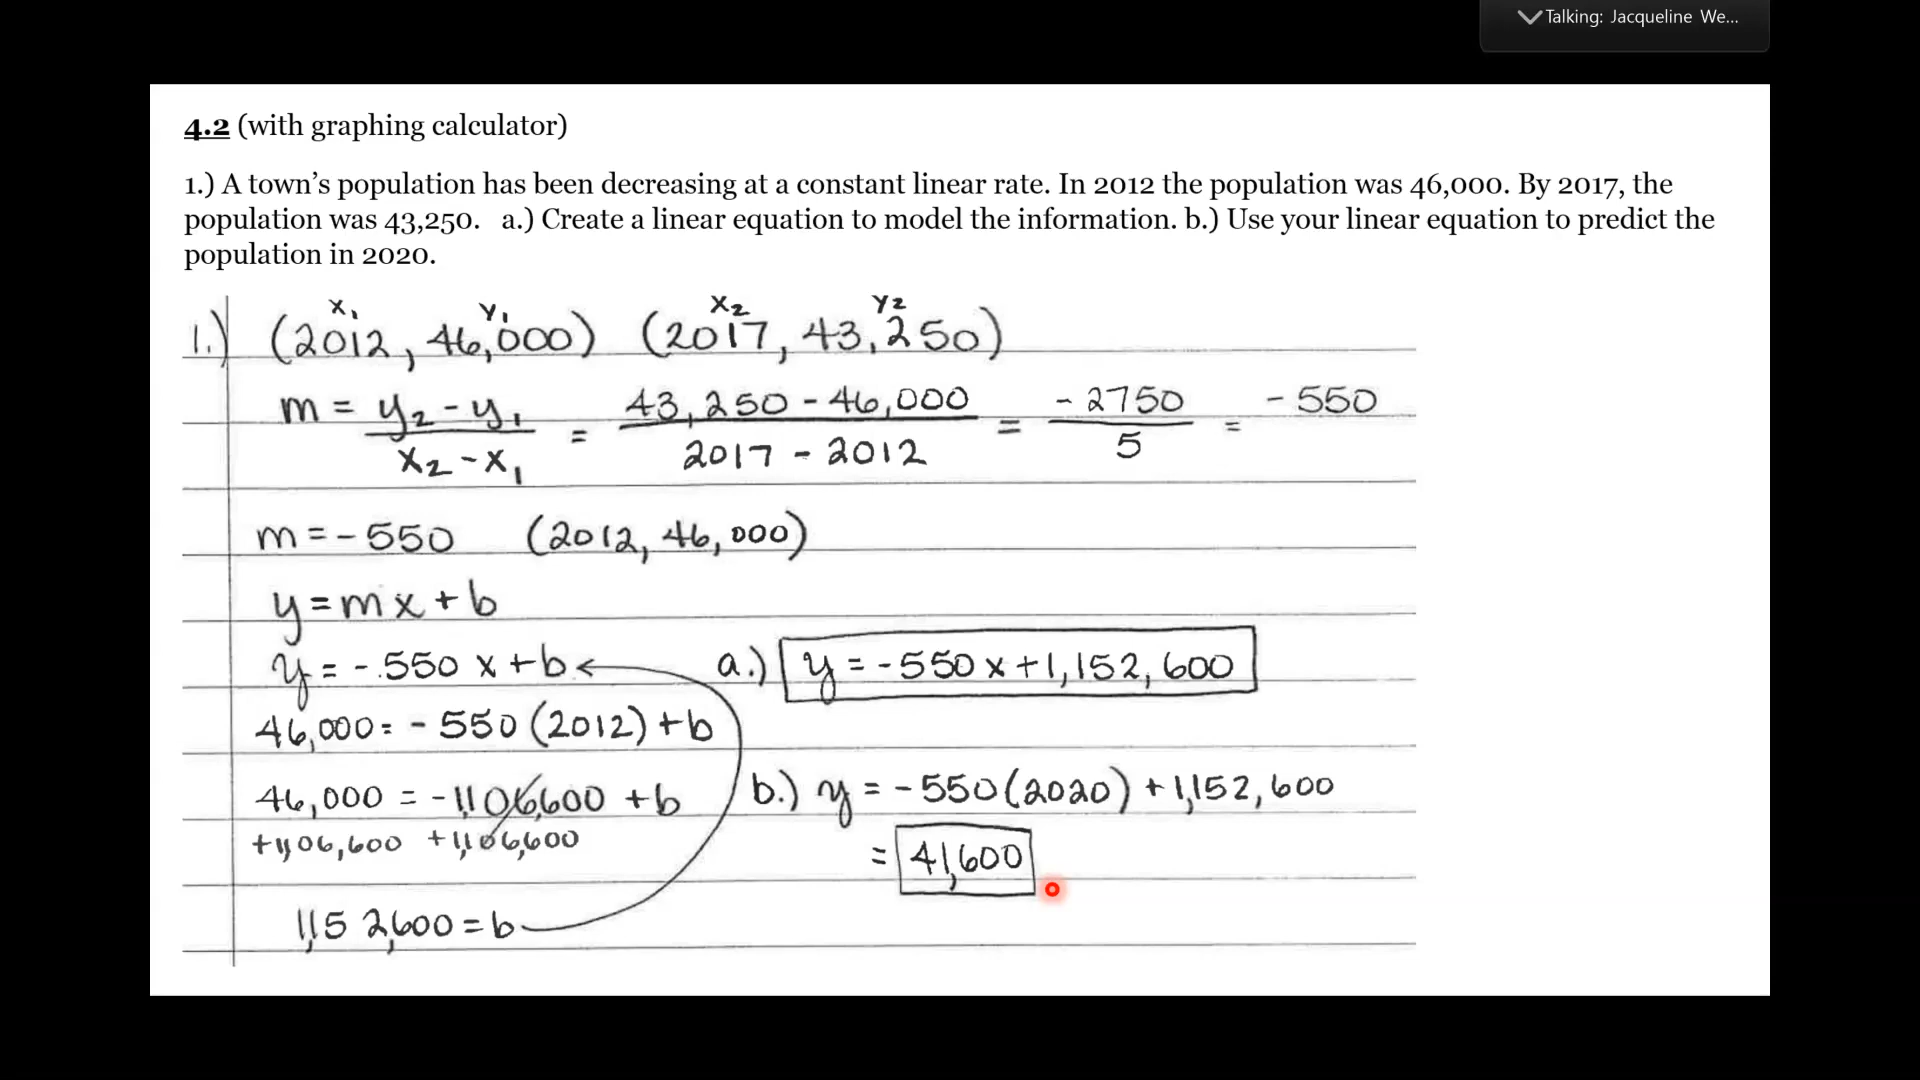 Talking: Jacqueline We...
4.2 (with graphing calculator)
1.) A town’s population has been decreasing at a constant linear rate. In 2012 the population was 46,000. By 2017, the
population was 43,250. a.) Create a linear equation to model the information. b.) Use your linear equation to predict the
population in 2020.
x₁ y₁ x₂ y₂
1.) (2012, 46,000) (2017, 43,250)
m = y₂ - y₁ / x₂ - x₁ = 43,250 - 46,000 / 2017 - 2012 = -2750 / 5 = -550
m = -550 (2012, 46,000)
y = mx + b
y = -550 x + b
a.) y = -550x + 1,152,600
46,000 = -550 (2012) + b
46,000 = -1,106,600 + b
+1,106,600 +1,106,600
1,152,600 = b
b.) y = -550(2020) + 1,152,600
= 41,600